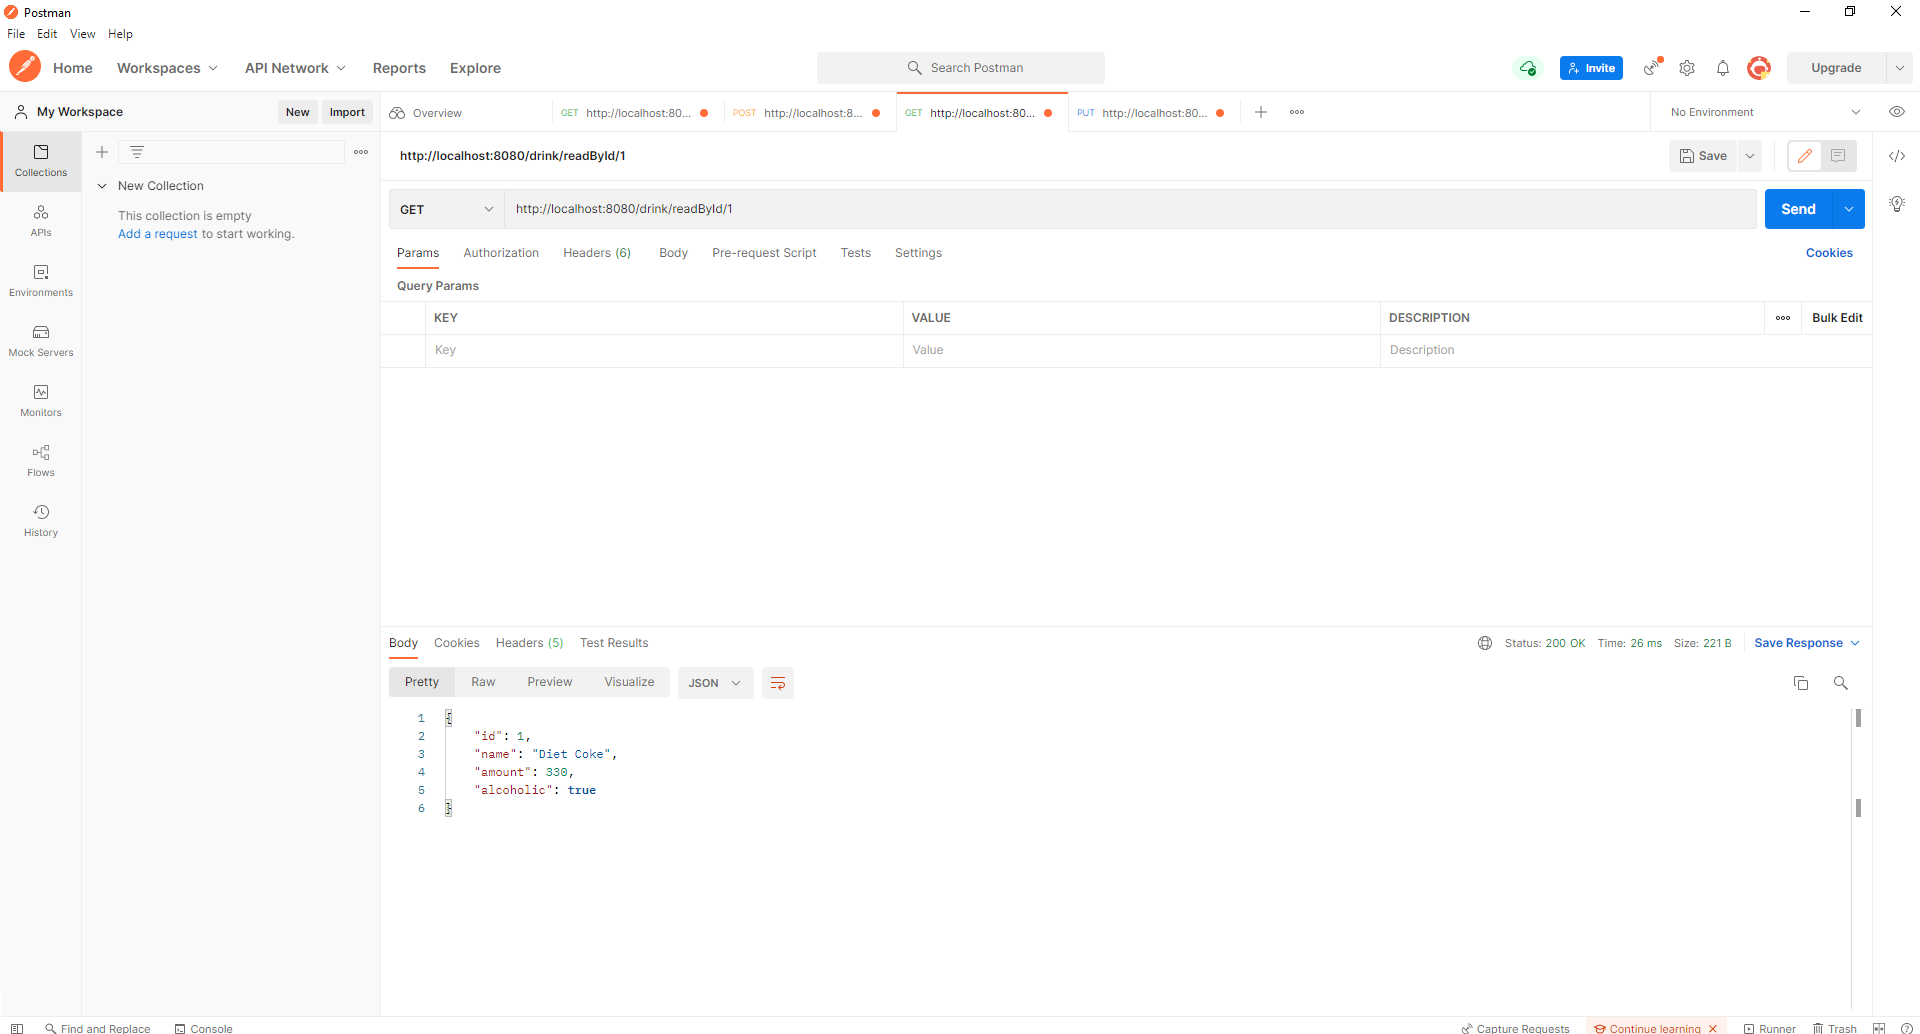 Postman
File Edit View Help
Home Workspaces API Network Reports Explore
Search Postman
Invite
Upgrade
My Workspace
New Import
Overview
GET http://localhost:80...
POST http://localhost:8...
GET http://localhost:80...
PUT http://localhost:80...
No Environment
Collections
APIs
Environments
Mock Servers
Monitors
Flows
History
New Collection
This collection is empty
Add a request to start working.
http://localhost:8080/drink/readById/1
Save
GET
http://localhost:8080/drink/readById/1
Send
Params Authorization Headers (6) Body Pre-request Script Tests Settings
Cookies
Query Params
KEY VALUE DESCRIPTION
Bulk Edit
Key Value Description
Body Cookies Headers (5) Test Results
Status: 200 OK Time: 26 ms Size: 221 B
Save Response
Pretty Raw Preview Visualize
JSON
1 {
2 "id": 1,
3 "name": "Diet Coke",
4 "amount": 330,
5 "alcoholic": true
6 }
Find and Replace Console
Capture Requests Continue learning Runner Trash